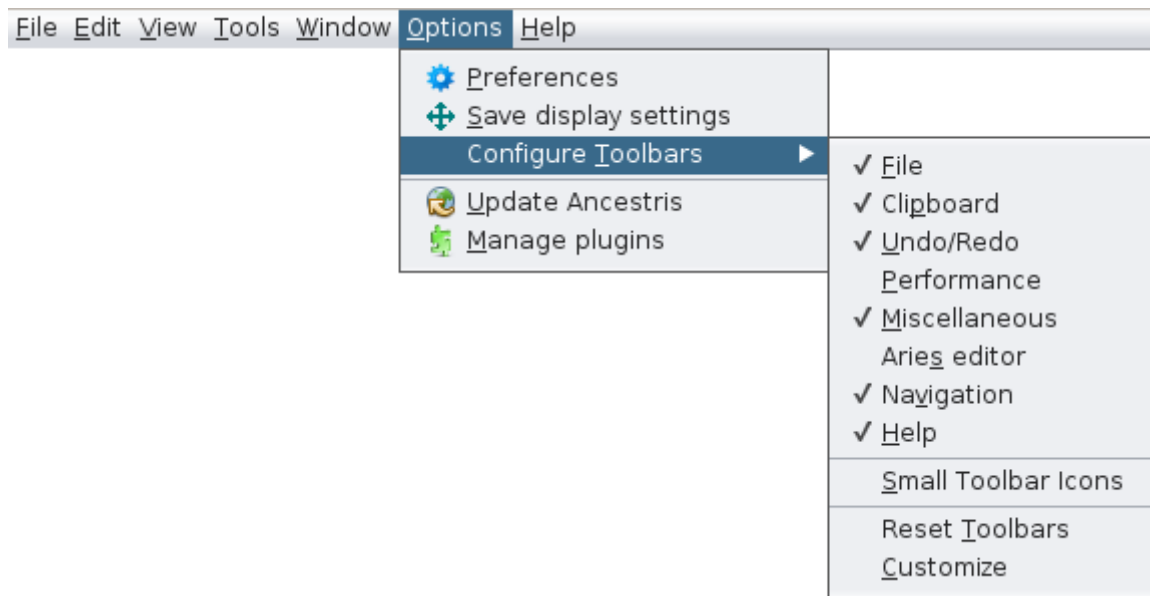 File Edit View Tools Window Options Help
Preferences
Save display settings
Configure Toolbars
Update Ancestris
Manage plugins
File
Clipboard
Undo/Redo
Performance
Miscellaneous
Aries editor
Navigation
Help
Small Toolbar Icons
Reset Toolbars
Customize